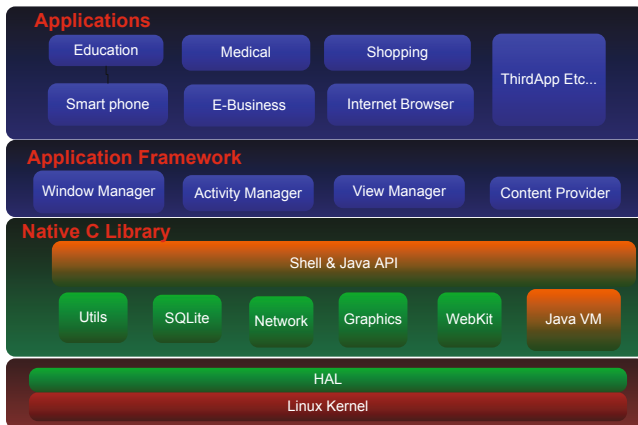 Applications
Education
Medical
Shopping
ThirdApp Etc...
Smart phone
E-Business
Internet Browser
Application Framework
Window Manager
Activity Manager
View Manager
Content Provider
Native C Library
Shell & Java API
Utils
SQLite
Network
Graphics
WebKit
Java VM
HAL
Linux Kernel